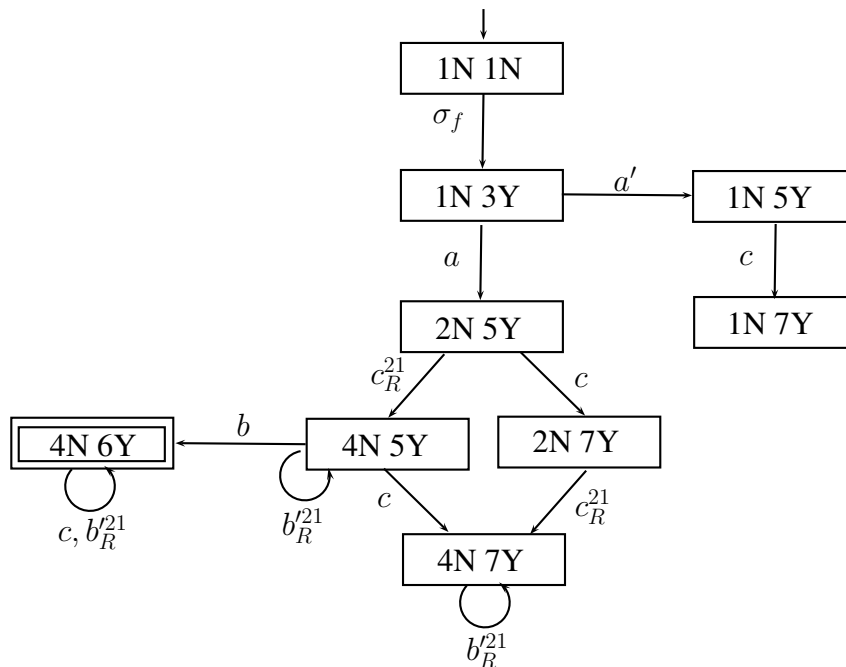 1N 1N
σ_f
1N 3Y
a′
1N 5Y
a
c
2N 5Y
1N 7Y
c_R^{21}
c
4N 6Y
b
4N 5Y
2N 7Y
c, b′_R^{21}
b′_R^{21}
c
c_R^{21}
4N 7Y
b′_R^{21}